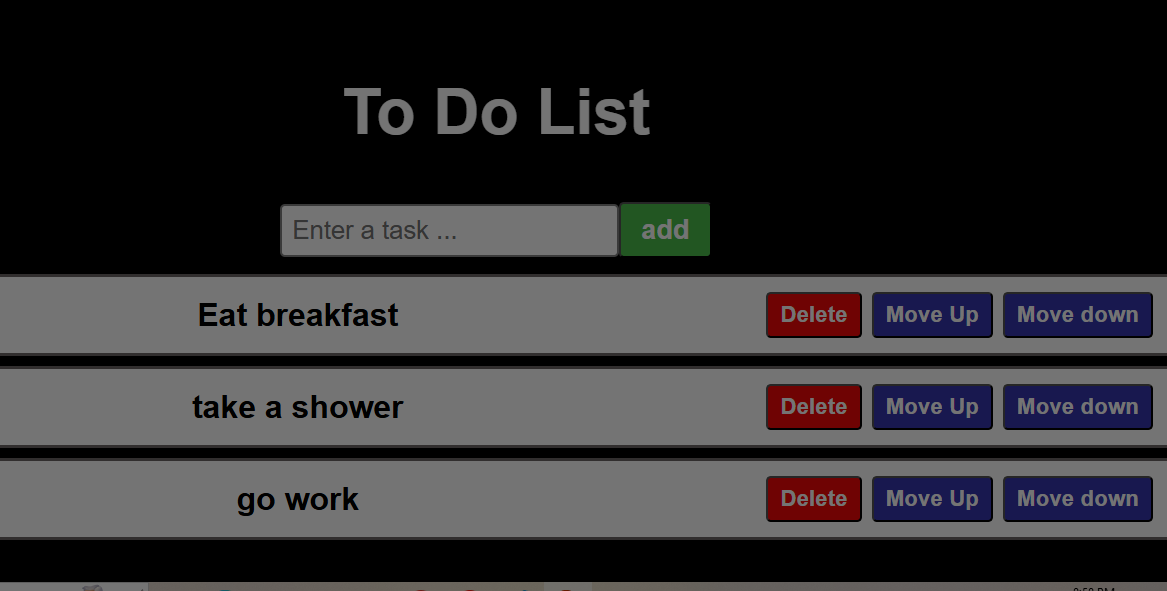 To Do List
Enter a task ... add
Eat breakfast Delete Move Up Move down
take a shower Delete Move Up Move down
go work Delete Move Up Move down